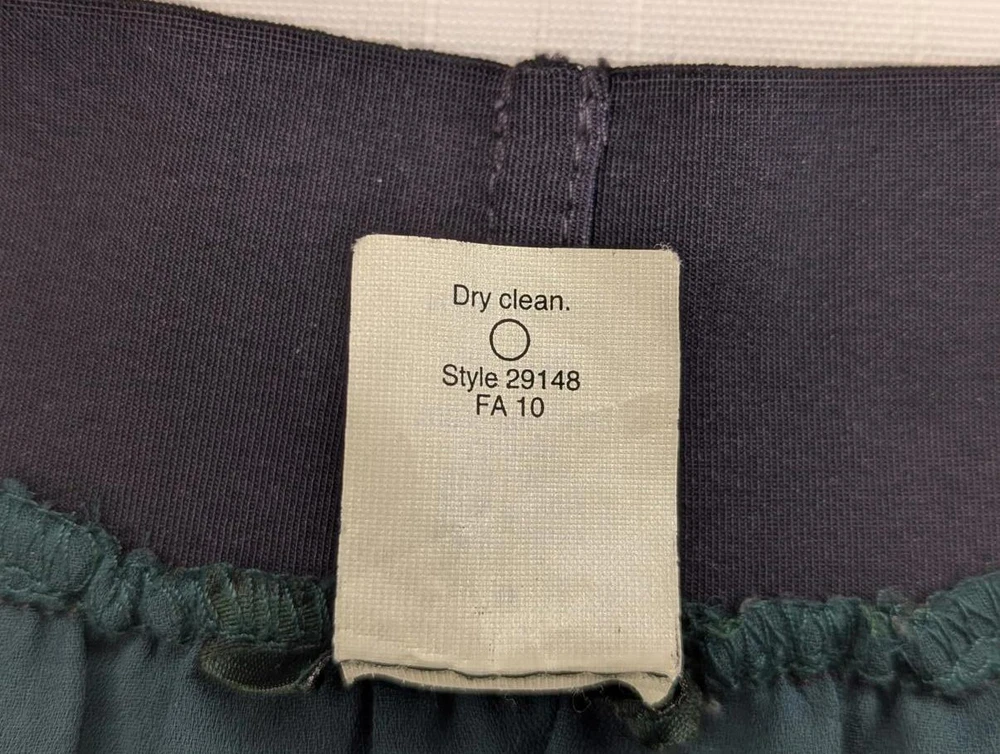 Dry clean.
Style 29148
FA 10